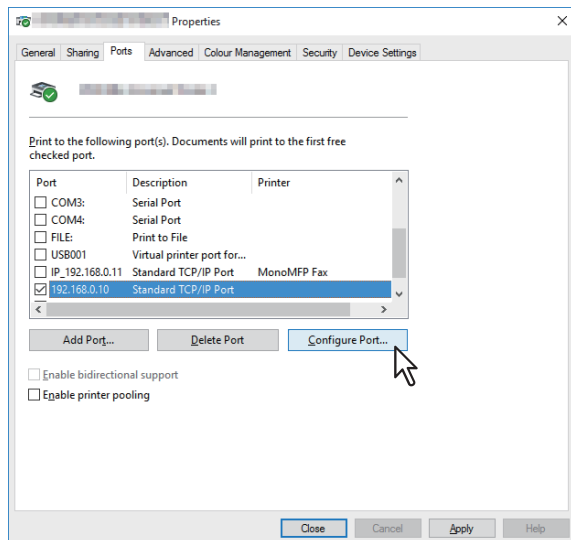 Properties
General Sharing Ports Advanced Colour Management Security Device Settings
Print to the following port(s). Documents will print to the first free
checked port.
Port Description Printer
COM3: Serial Port
COM4: Serial Port
FILE: Print to File
USB001 Virtual printer port for...
IP_192.168.0.11 Standard TCP/IP Port MonoMFP Fax
192.168.0.10 Standard TCP/IP Port
Add Port... Delete Port Configure Port...
Enable bidirectional support
Enable printer pooling
Close Cancel Apply Help